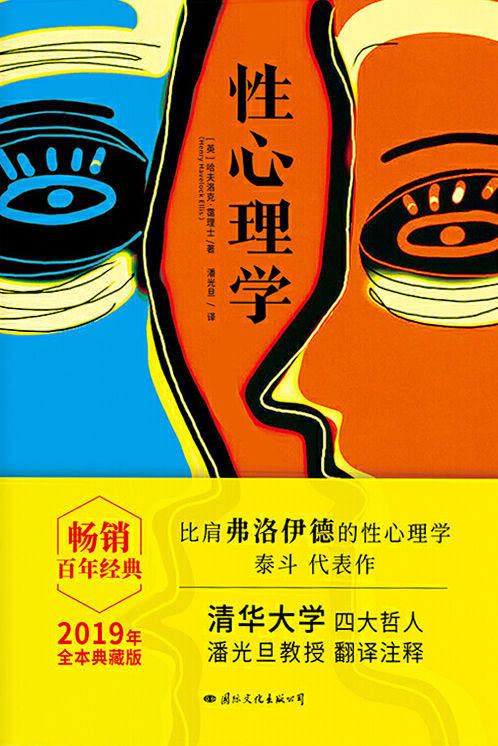 性心理学
［英］哈夫洛克·霭理士/著
（Henry Havelock Ellis）
潘光旦/译
畅销
百年经典
2019年
全本典藏版
比肩弗洛伊德的性心理学
泰斗 代表作
清华大学 四大哲人
潘光旦教授 翻译注释
国际文化出版公司